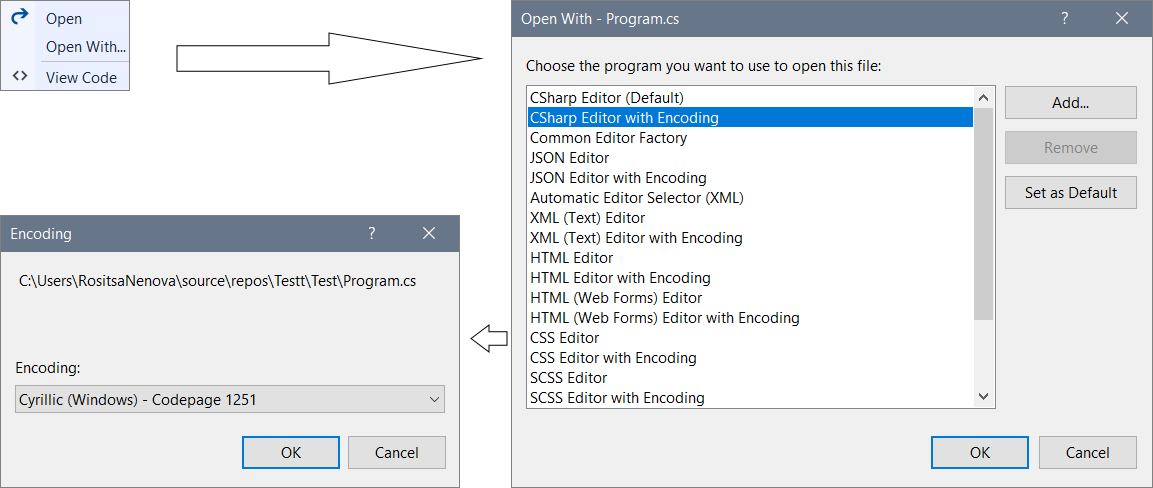 Open
Open With...
View Code
Open With - Program.cs
?
Choose the program you want to use to open this file:
CSharp Editor (Default)
CSharp Editor with Encoding
Common Editor Factory
JSON Editor
JSON Editor with Encoding
Automatic Editor Selector (XML)
XML (Text) Editor
XML (Text) Editor with Encoding
HTML Editor
HTML Editor with Encoding
HTML (Web Forms) Editor
HTML (Web Forms) Editor with Encoding
CSS Editor
CSS Editor with Encoding
SCSS Editor
SCSS Editor with Encoding
Add...
Remove
Set as Default
OK
Cancel
Encoding
?
C:\Users\RositsaNenova\source\repos\Testt\Test\Program.cs
Encoding:
Cyrillic (Windows) - Codepage 1251
OK
Cancel